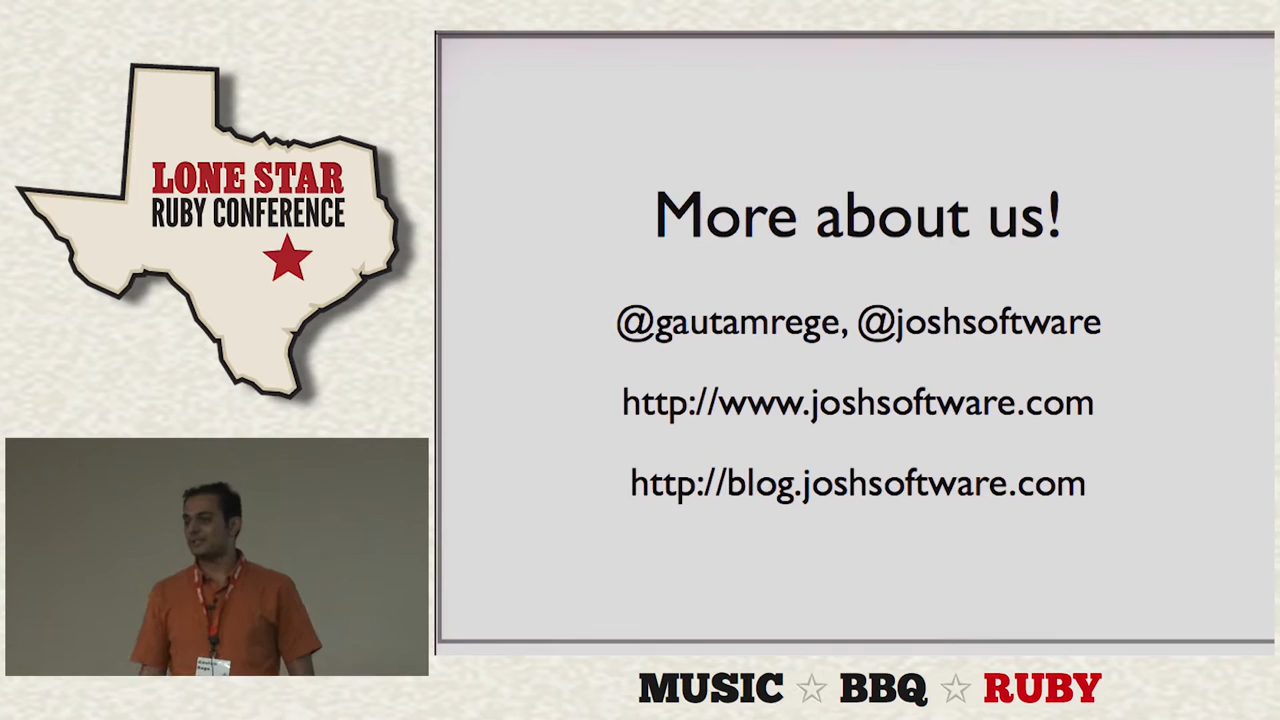 LONE STAR
RUBY CONFERENCE
More about us!
@gautamrege, @joshsoftware
http://www.joshsoftware.com
http://blog.joshsoftware.com
Rege
MUSIC ☆ BBQ ☆ RUBY